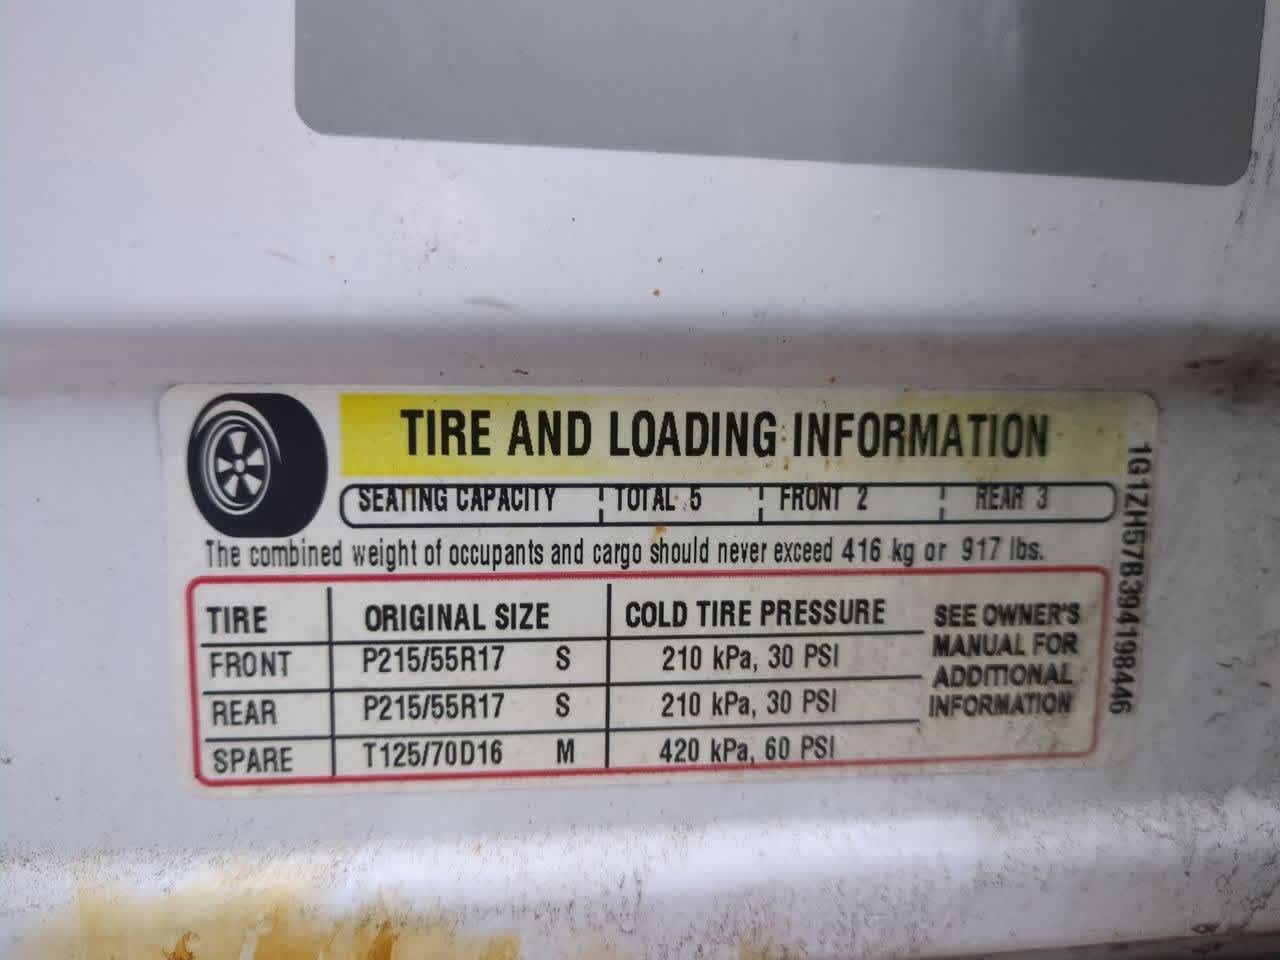 TIRE AND LOADING INFORMATION
SEATING CAPACITY TOTAL 5 FRONT 2 REAR 3
The combined weight of occupants and cargo should never exceed 416 kg or 917 lbs.
TIRE ORIGINAL SIZE COLD TIRE PRESSURE
FRONT P215/55R17 S 210 kPa, 30 PSI
REAR P215/55R17 S 210 kPa, 30 PSI
SPARE T125/70D16 M 420 kPa, 60 PSI
SEE OWNER'S
MANUAL FOR
ADDITIONAL
INFORMATION
1G1ZH57B394198446